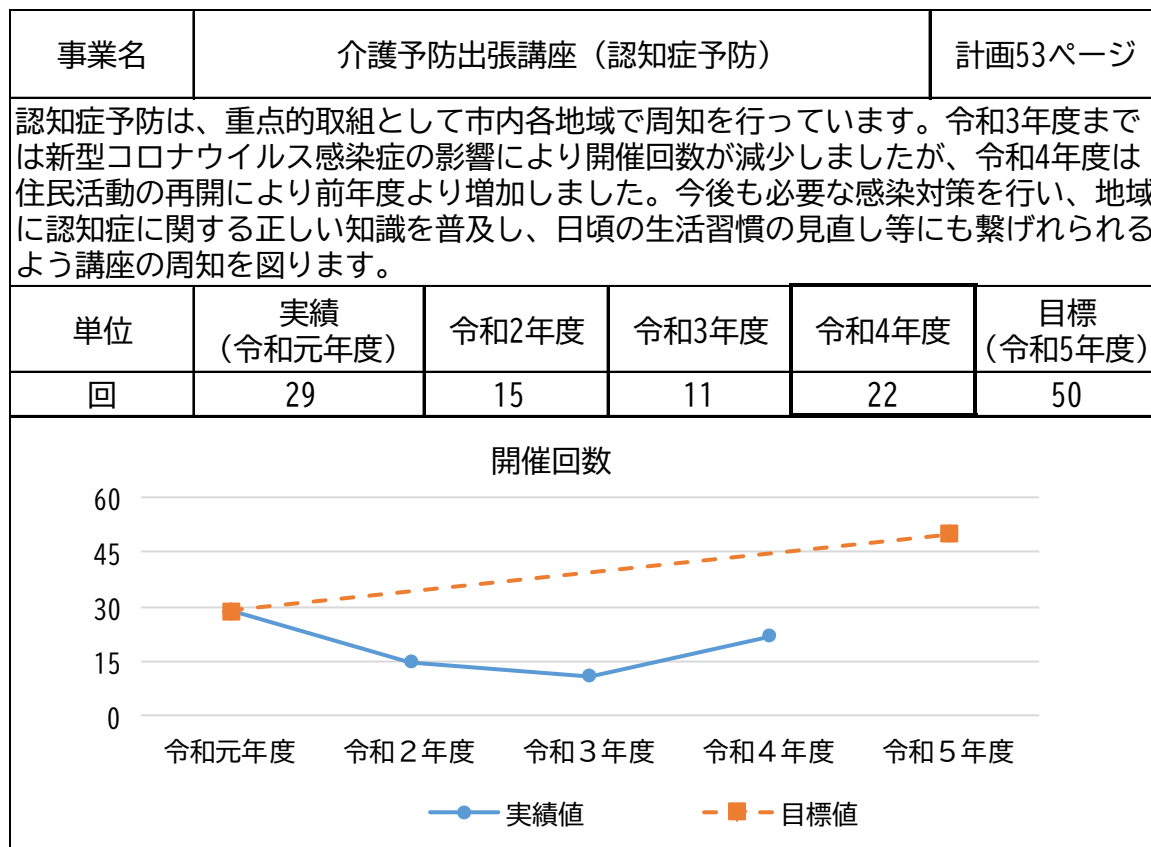 事業名 介護予防出張講座（認知症予防） 計画53ページ
認知症予防は、重点的取組として市内各地域で周知を行っています。令和3年度まで
は新型コロナウイルス感染症の影響により開催回数が減少しましたが、令和4年度は
住民活動の再開により前年度より増加しました。今後も必要な感染対策を行い、地域
に認知症に関する正しい知識を普及し、日頃の生活習慣の見直し等にも繋げれられる
よう講座の周知を図ります。
単位 実績（令和元年度） 令和2年度 令和3年度 令和4年度 目標（令和5年度）
回 29 15 11 22 50
開催回数
60
45
30
15
0
令和元年度 令和２年度 令和３年度 令和４年度 令和５年度
実績値 目標値